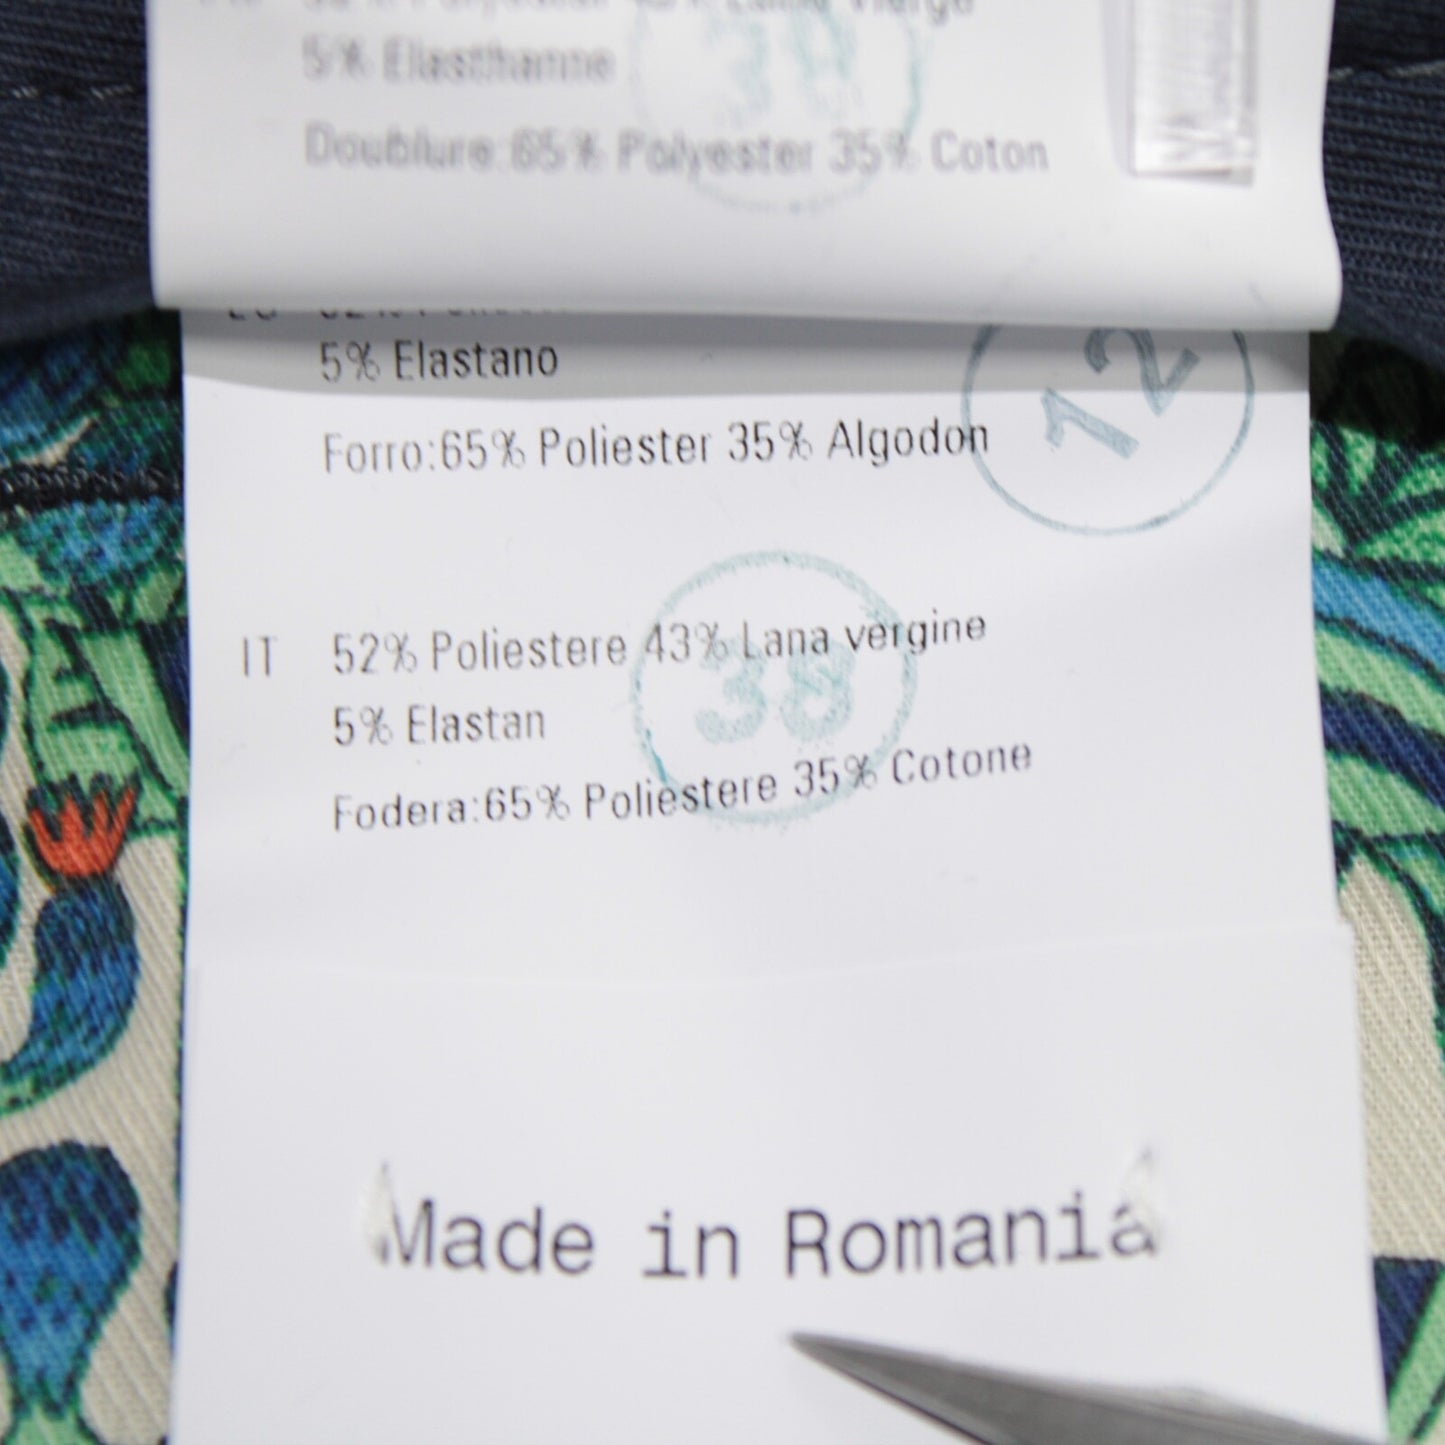 5% Elasthanne
38
Doublure:65% Polyester 35% Coton
5% Elastano
12
Forro:65% Poliester 35% Algodon
IT 52% Poliestere 43% Lana vergine
38
5% Elastan
Fodera:65% Poliestere 35% Cotone
Made in Romania